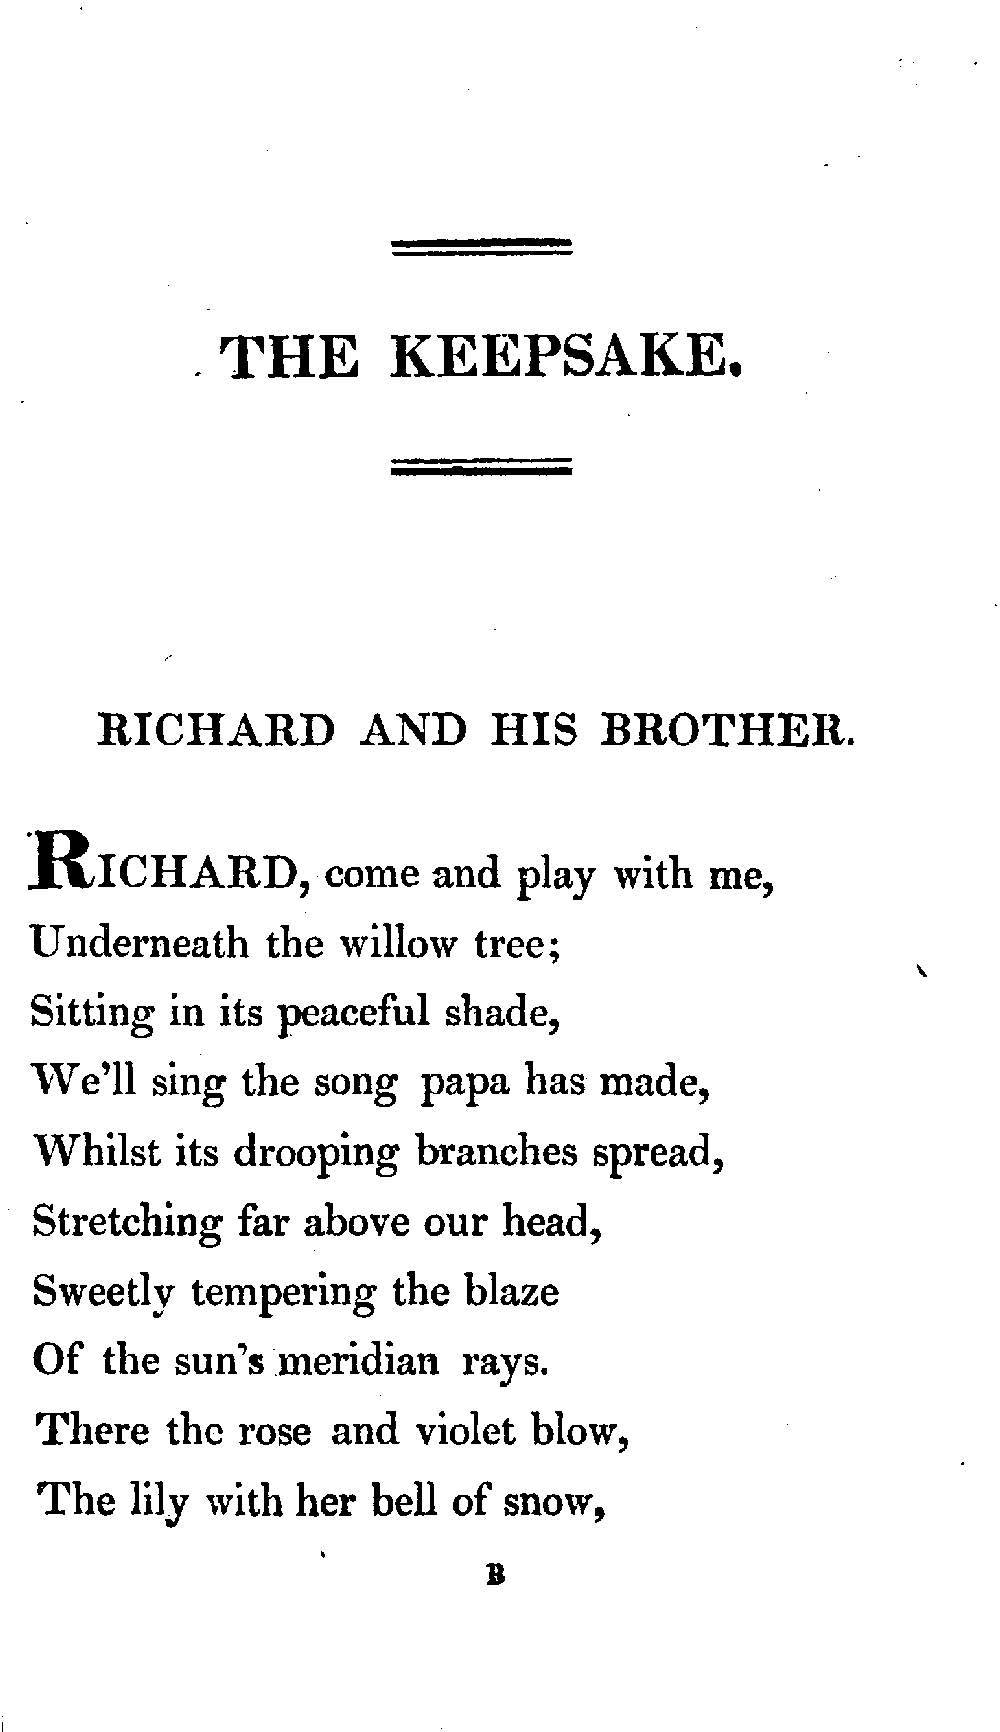 THE KEEPSAKE.
RICHARD AND HIS BROTHER.
RICHARD, come and play with me,
Underneath the willow tree;
Sitting in its peaceful shade,
We'll sing the song papa has made,
Whilst its drooping branches spread,
Stretching far above our head,
Sweetly tempering the blaze
Of the sun's meridian rays.
There the rose and violet blow,
The lily with her bell of snow,
B